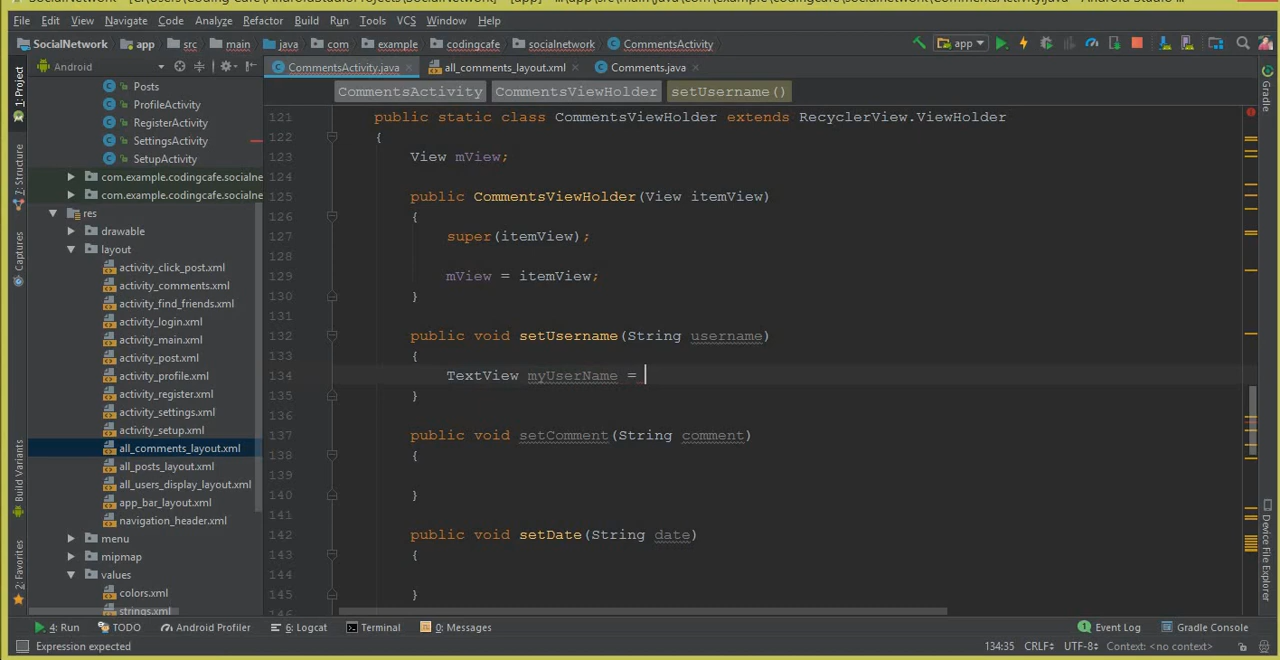 SocialNetwork
File Edit View Navigate Code Analyze Refactor Build Run Tools VCS Window Help
SocialNetwork app src main java com example codingcafe socialnetwork CommentsActivity app
1: Project
Android
CommentsActivity.java all_comments_layout.xml Comments.java
Gradle
CommentsActivity CommentsViewHolder setUsername()
Posts
ProfileActivity
RegisterActivity
SettingsActivity
SetupActivity
com.example.codingcafe.socialne
com.example.codingcafe.socialne
res
drawable
layout
activity_click_post.xml
activity_comments.xml
activity_find_friends.xml
activity_login.xml
activity_main.xml
activity_post.xml
activity_profile.xml
activity_register.xml
activity_settings.xml
activity_setup.xml
all_comments_layout.xml
all_posts_layout.xml
all_users_display_layout.xml
app_bar_layout.xml
navigation_header.xml
menu
mipmap
values
colors.xml
strings.xml
7: Structure
Captures
Build Variants
2: Favorites
121 public static class CommentsViewHolder extends RecyclerView.ViewHolder
122 {
123 View mView;
124
125 public CommentsViewHolder(View itemView)
126 {
127 super(itemView);
128
129 mView = itemView;
130 }
131
132 public void setUsername(String username)
133 {
134 TextView myUserName =
135 }
136
137 public void setComment(String comment)
138 {
139
140 }
141
142 public void setDate(String date)
143 {
144
145 }
146
Device File Explorer
4: Run TODO Android Profiler 6: Logcat Terminal 0: Messages Event Log Gradle Console
Expression expected 134:35 CRLF UTF-8 Context: <no context>